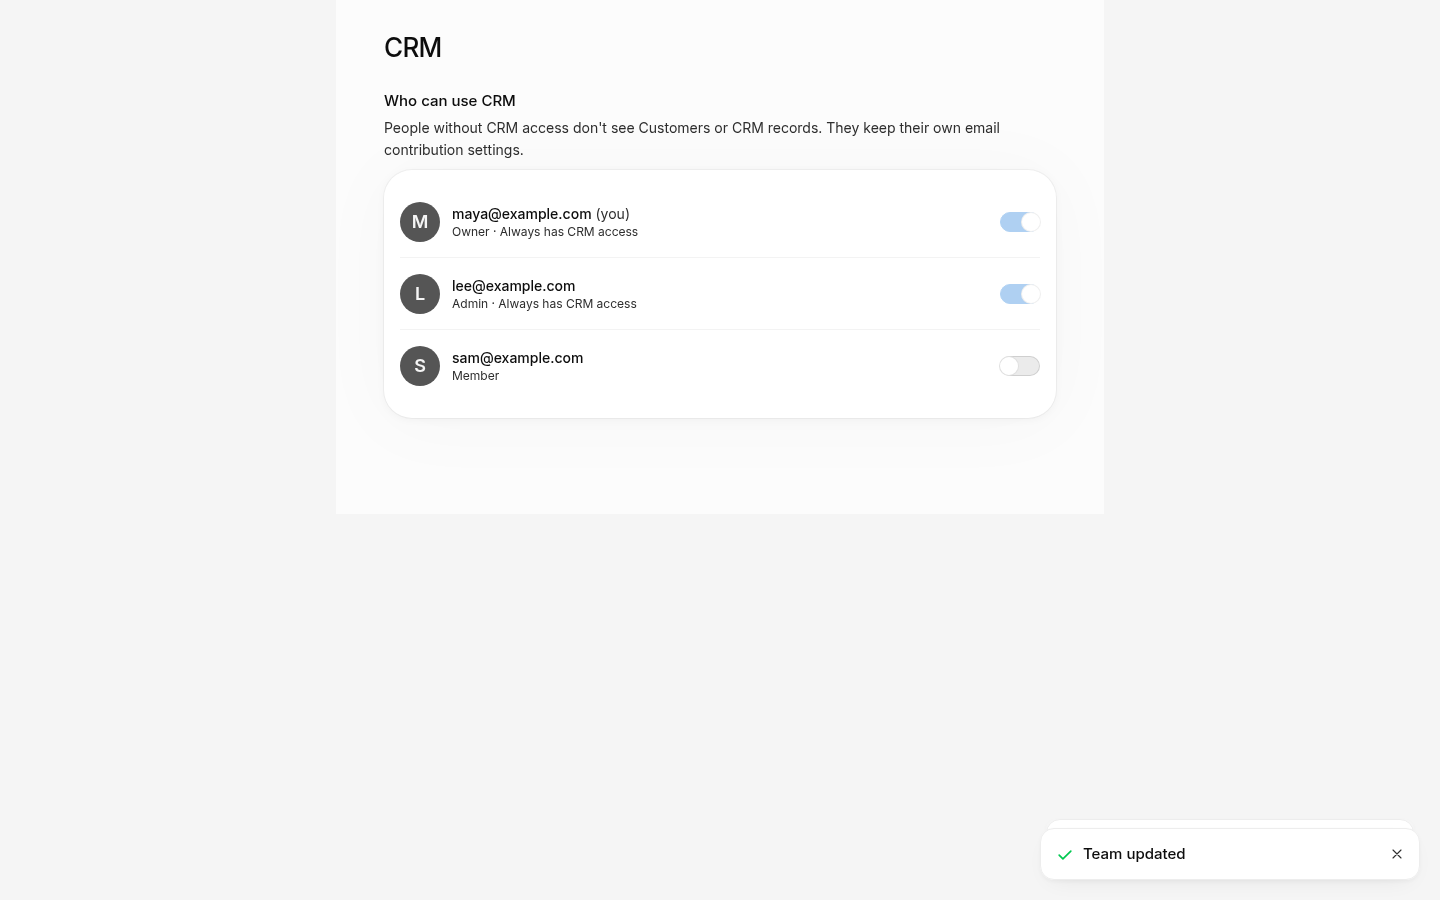 CRM
Who can use CRM
People without CRM access don't see Customers or CRM records. They keep their own email
contribution settings.
M
maya@example.com (you)
Owner · Always has CRM access
L
lee@example.com
Admin · Always has CRM access
S
sam@example.com
Member
Team updated